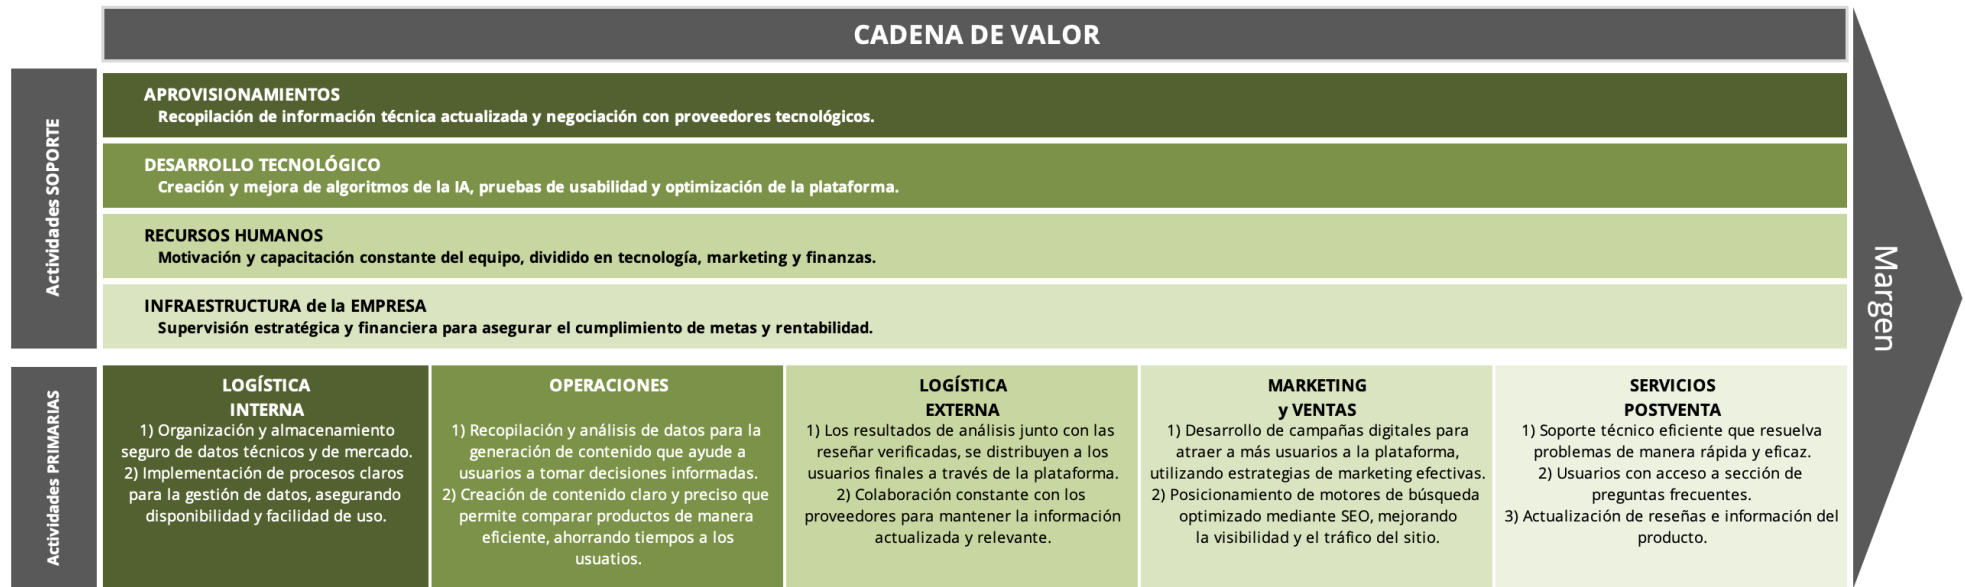 CADENA DE VALOR
Actividades SOPORTE
APROVISIONAMIENTOS
Recopilación de información técnica actualizada y negociación con proveedores tecnológicos.
DESARROLLO TECNOLÓGICO
Creación y mejora de algoritmos de la IA, pruebas de usabilidad y optimización de la plataforma.
RECURSOS HUMANOS
Motivación y capacitación constante del equipo, dividido en tecnología, marketing y finanzas.
INFRAESTRUCTURA de la EMPRESA
Supervisión estratégica y financiera para asegurar el cumplimiento de metas y rentabilidad.
Margen
Actividades PRIMARIAS
LOGÍSTICA
INTERNA
1) Organización y almacenamiento
seguro de datos técnicos y de mercado.
2) Implementación de procesos claros
para la gestión de datos, asegurando
disponibilidad y facilidad de uso.
OPERACIONES
1) Recopilación y análisis de datos para la
generación de contenido que ayude a
usuarios a tomar decisiones informadas.
2) Creación de contenido claro y preciso que
permite comparar productos de manera
eficiente, ahorrando tiempos a los
usuatios.
LOGÍSTICA
EXTERNA
1) Los resultados de análisis junto con las
reseñar verificadas, se distribuyen a los
usuarios finales a través de la plataforma.
2) Colaboración constante con los
proveedores para mantener la información
actualizada y relevante.
MARKETING
y VENTAS
1) Desarrollo de campañas digitales para
atraer a más usuarios a la plataforma,
utilizando estrategias de marketing efectivas.
2) Posicionamiento de motores de búsqueda
optimizado mediante SEO, mejorando
la visibilidad y el tráfico del sitio.
SERVICIOS
POSTVENTA
1) Soporte técnico eficiente que resuelva
problemas de manera rápida y eficaz.
2) Usuarios con acceso a sección de
preguntas frecuentes.
3) Actualización de reseñas e información del
producto.